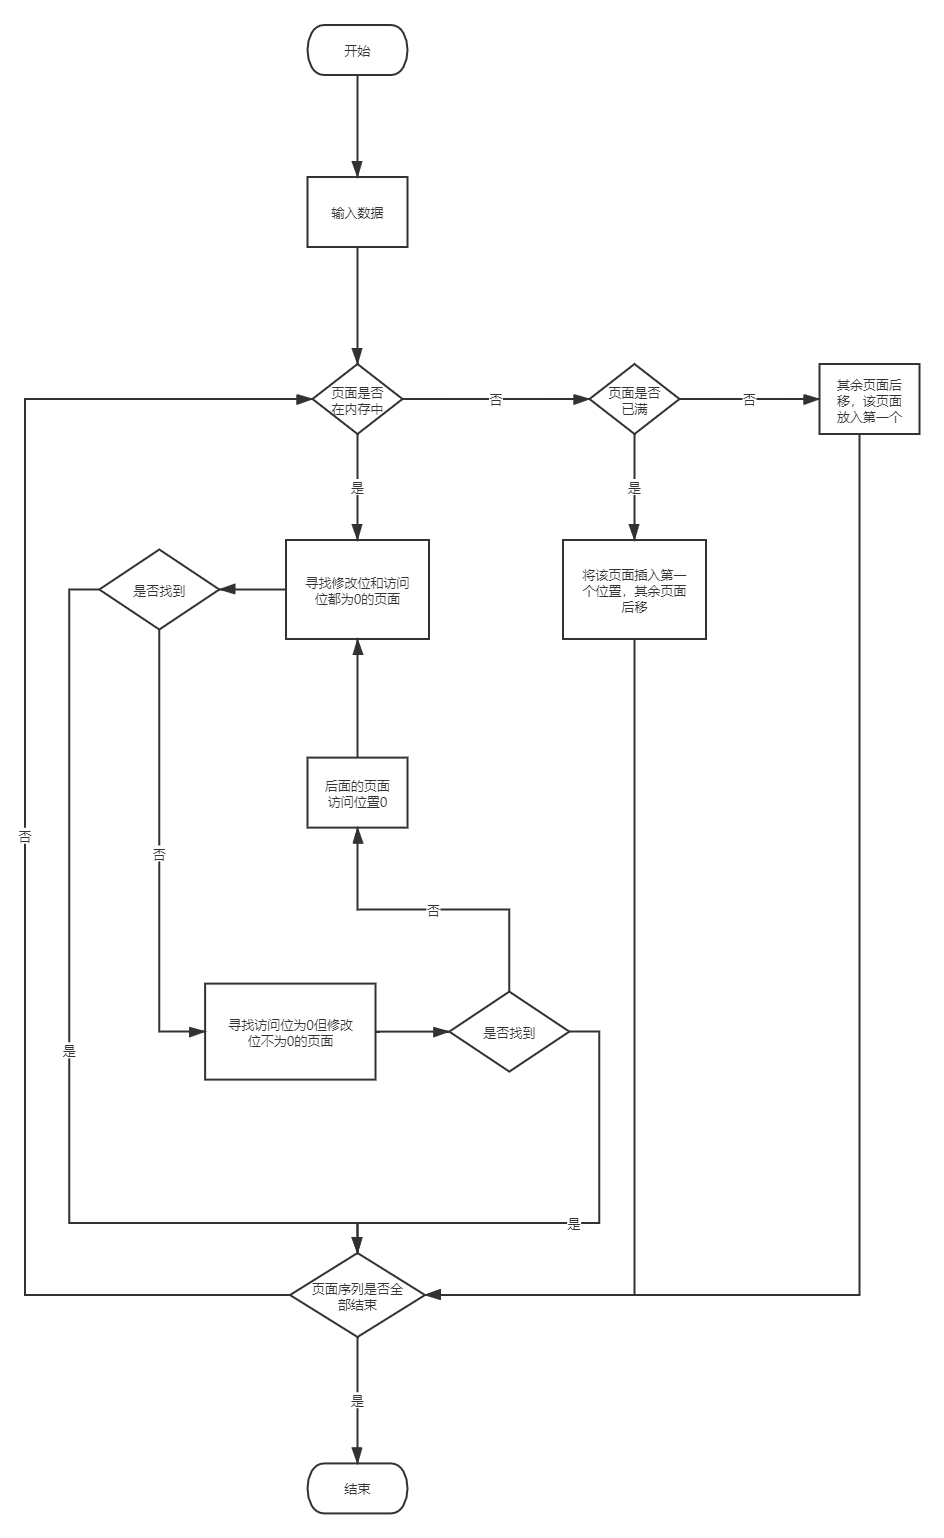 开始
输入数据
页面是否
在内存中
否
页面是否
已满
否
其余页面后
移，该页面
放入第一个
是
是
是否找到
寻找修改位和访问
位都为0的页面
将该页面插入第一
个位置，其余页面
后移
后面的页面
访问位置0
否
否
否
寻找访问位为0但修改
位不为0的页面
是否找到
是
是
页面序列是否全
部结束
是
结束